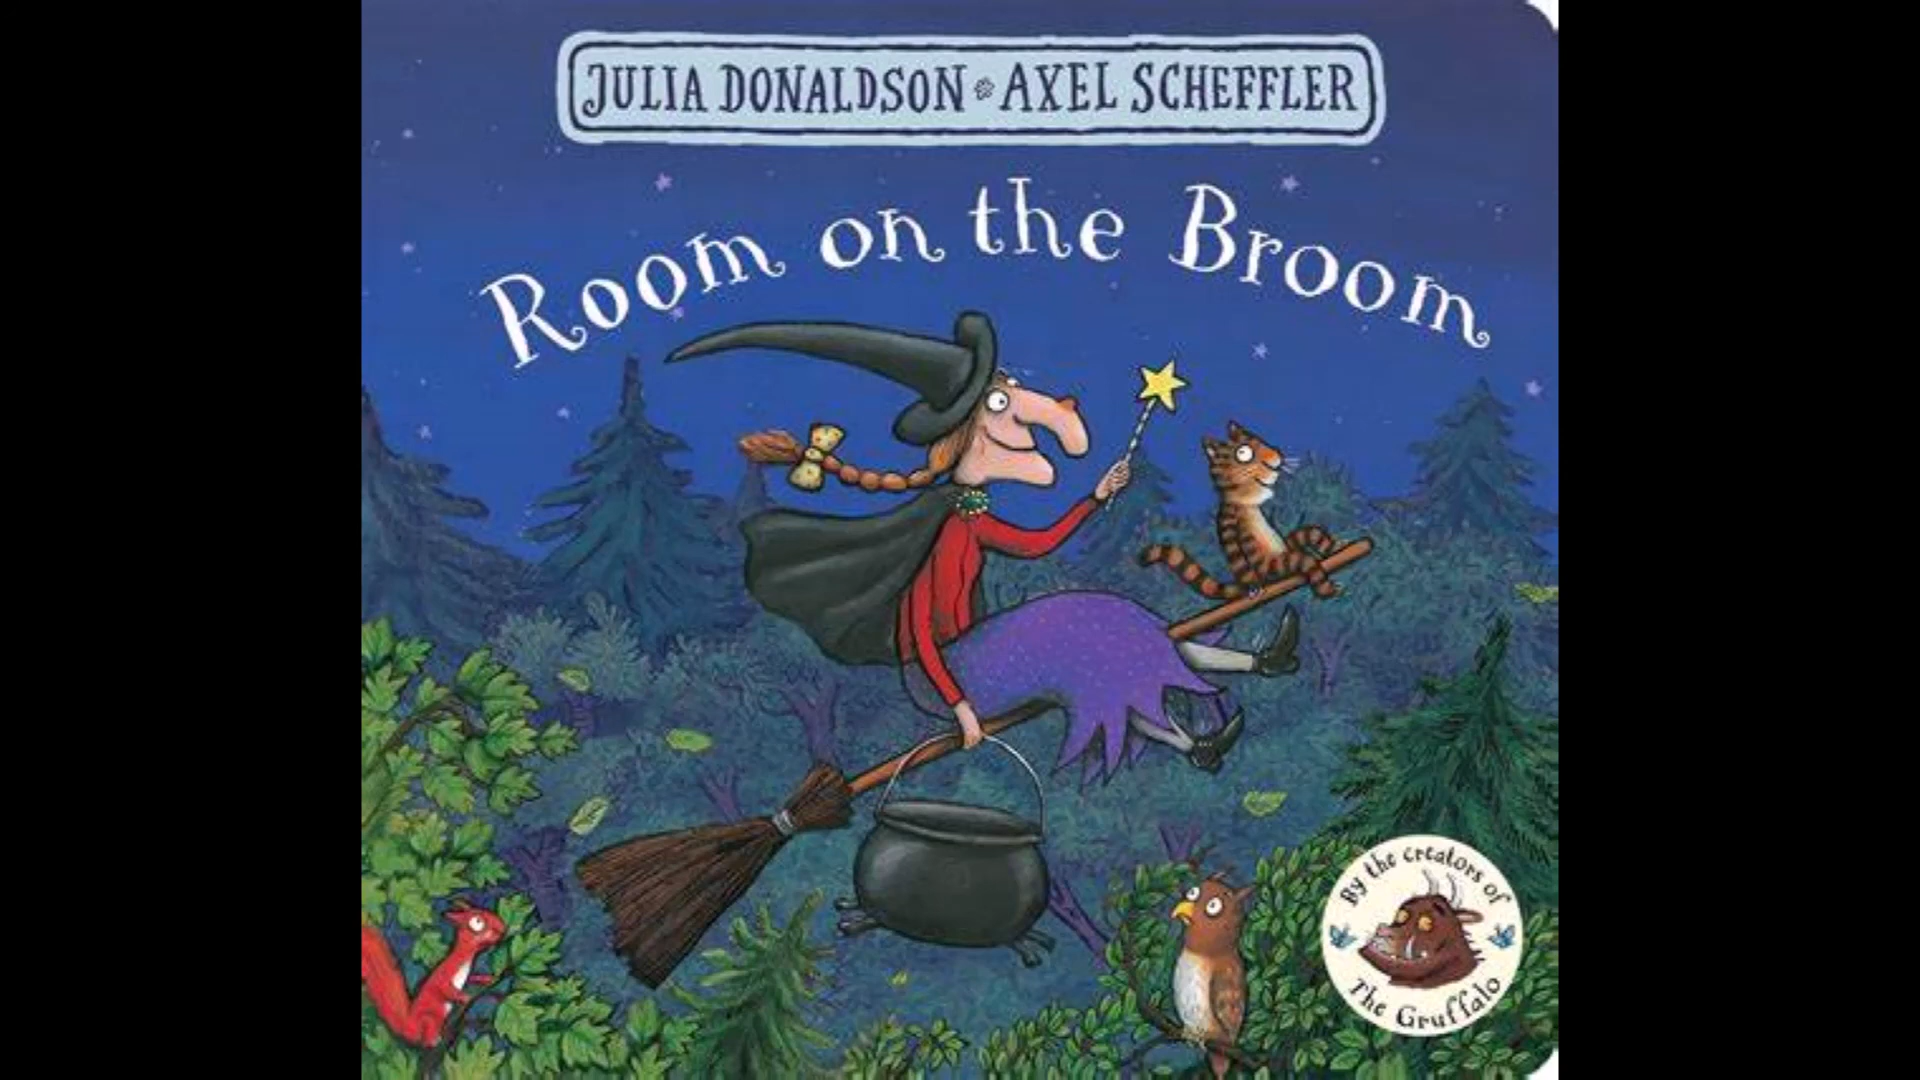 JULIA DONALDSON * AXEL SCHEFFLER
Room on the Broom
By the creators of
The Gruffalo